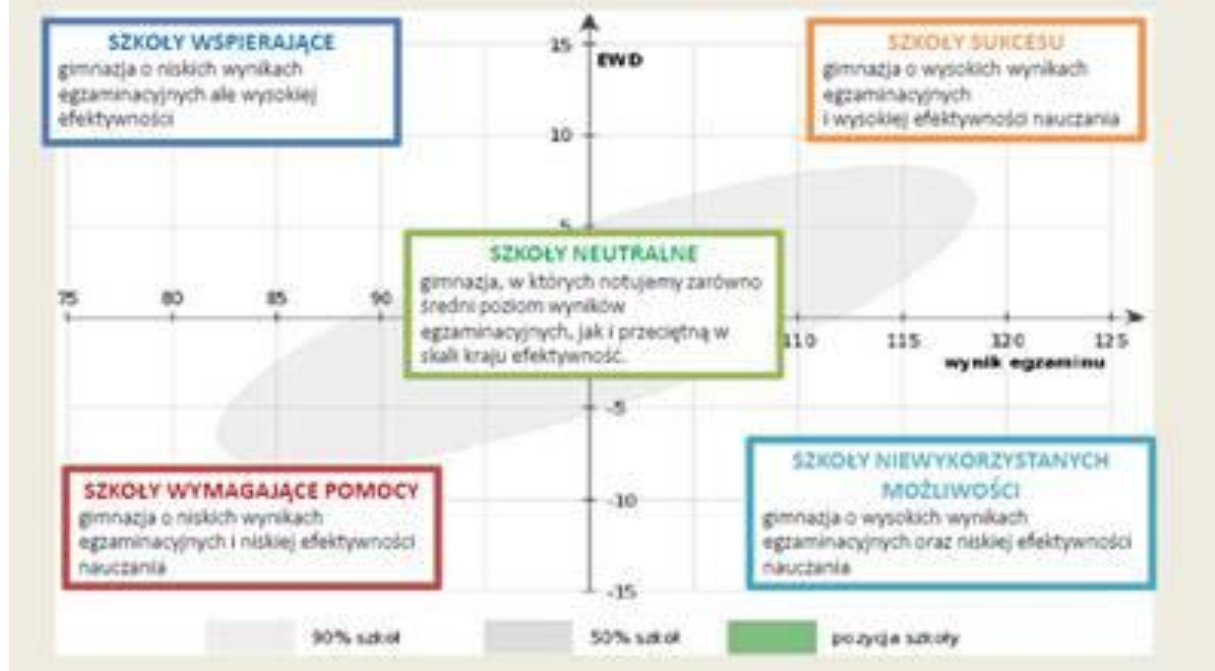 SZKOŁY WSPIERAJĄCE
gimnazja o niskich wynikach
egzaminacyjnych ale wysokiej
efektywności
15
EWD
10
5
SZKOŁY SUKCESU
gimnazja o wysokich wynikach
egzaminacyjnych
i wysokiej efektywności nauczania
SZKOŁY NEUTRALNE
gimnazja, w których notujemy zarówno
średni poziom wyników
egzaminacyjnych, jak i przeciętną w
skali kraju efektywność.
75 80 85 90
110 115 120 125
wynik egzaminu
-5
-10
-15
SZKOŁY WYMAGAJĄCE POMOCY
gimnazja o niskich wynikach
egzaminacyjnych i niskiej efektywności
nauczania
SZKOŁY NIEWYKORZYSTANYCH
MOŻLIWOŚCI
gimnazja o wysokich wynikach
egzaminacyjnych oraz niskiej efektywności
nauczania
90% szkół 50% szkół pozycja szkoły